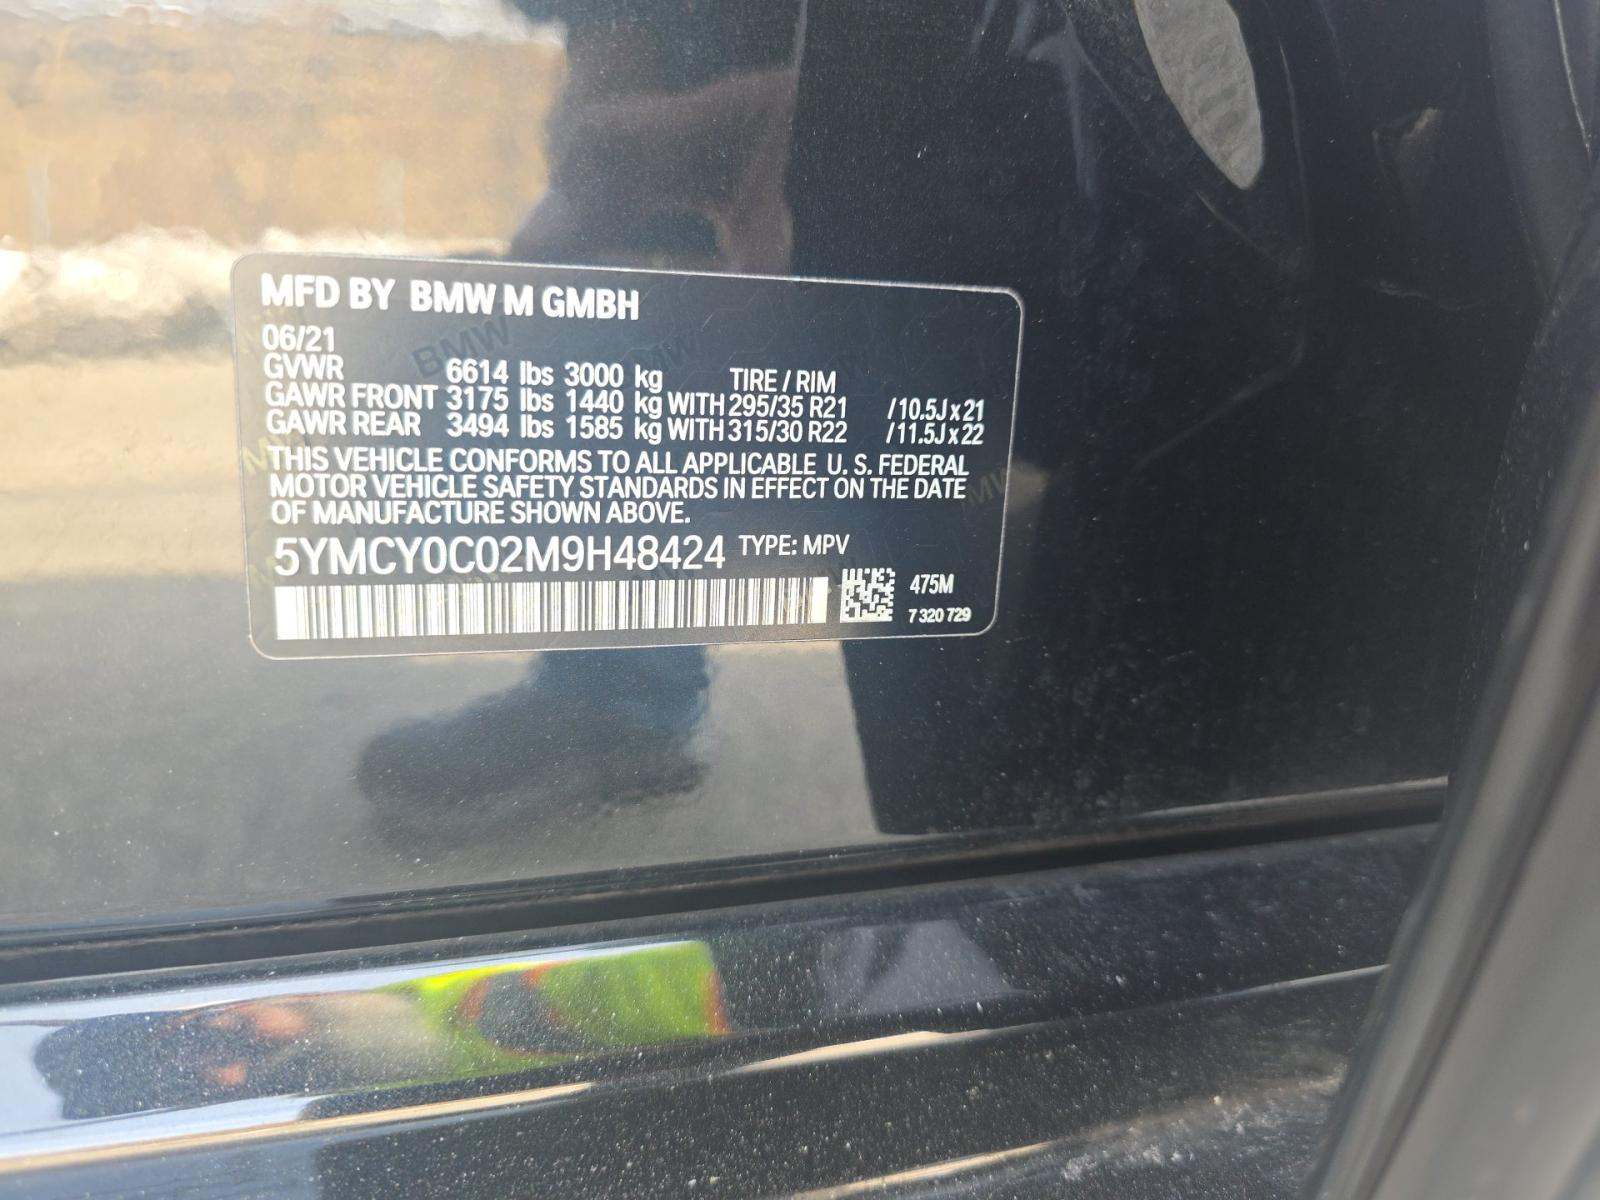 MFD BY BMW M GMBH
06/21
GVWR 6614 lbs 3000 kg TIRE / RIM
GAWR FRONT 3175 lbs 1440 kg WITH 295/35 R21 /10.5J x 21
GAWR REAR 3494 lbs 1585 kg WITH 315/30 R22 /11.5J x 22
THIS VEHICLE CONFORMS TO ALL APPLICABLE U. S. FEDERAL
MOTOR VEHICLE SAFETY STANDARDS IN EFFECT ON THE DATE
OF MANUFACTURE SHOWN ABOVE.
5YMCY0C02M9H48424 TYPE: MPV
475M
7 320 729